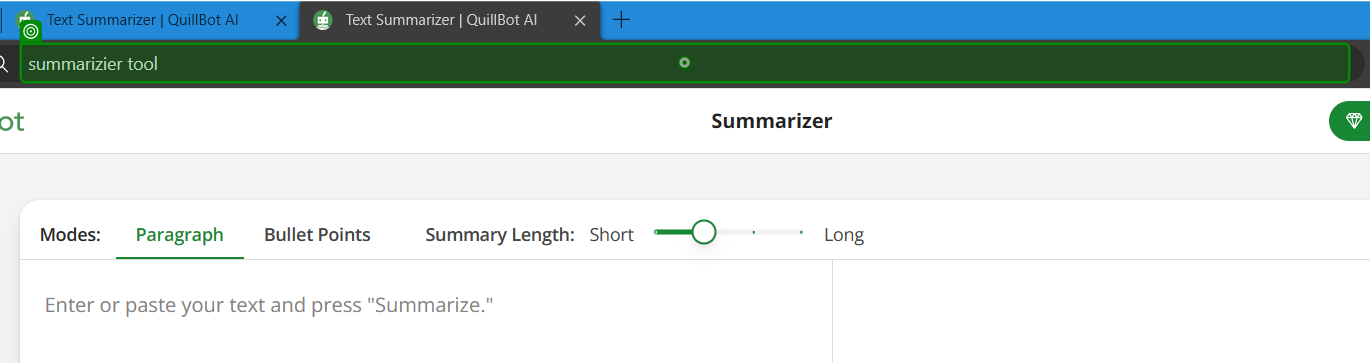 Text Summarizer | QuillBot AI
Text Summarizer | QuillBot AI
summarizier tool
ot
Summarizer
Modes: Paragraph Bullet Points Summary Length: Short Long
Enter or paste your text and press "Summarize."